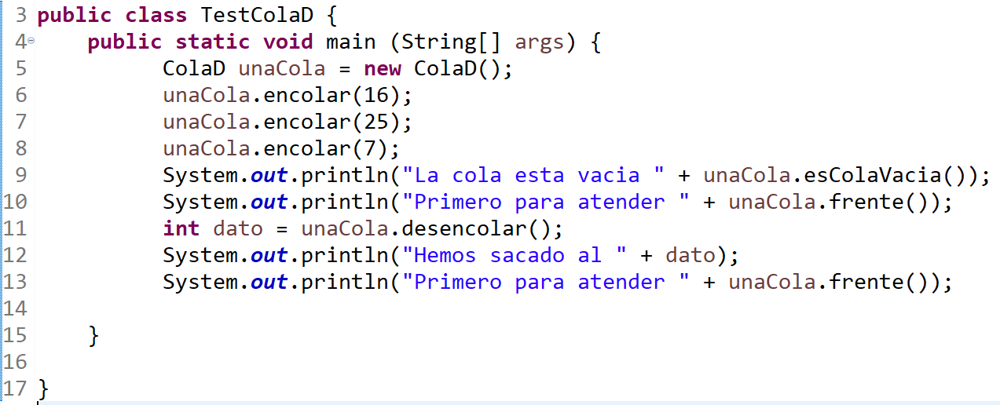 3 public class TestColaD {
4 public static void main (String[] args) {
5 ColaD unaCola = new ColaD();
6 unaCola.encolar(16);
7 unaCola.encolar(25);
8 unaCola.encolar(7);
9 System.out.println("La cola esta vacia " + unaCola.esColaVacia());
10 System.out.println("Primero para atender " + unaCola.frente());
11 int dato = unaCola.desencolar();
12 System.out.println("Hemos sacado al " + dato);
13 System.out.println("Primero para atender " + unaCola.frente());
14
15 }
16
17 }